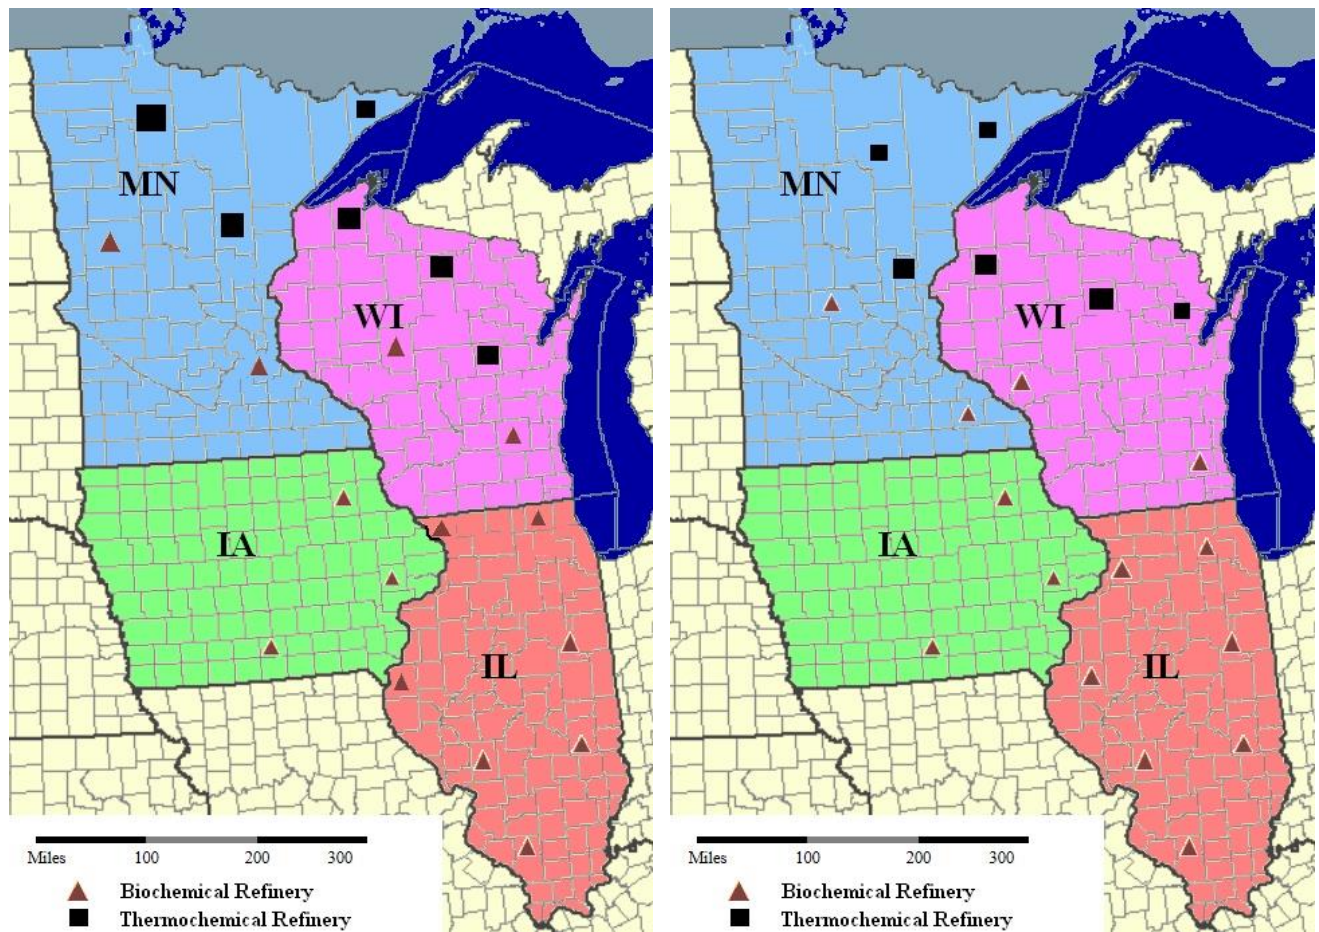 MN
WI
IA
IL
Miles 100 200 300
Biochemical Refinery
Thermochemical Refinery
MN
WI
IA
IL
Miles 100 200 300
Biochemical Refinery
Thermochemical Refinery